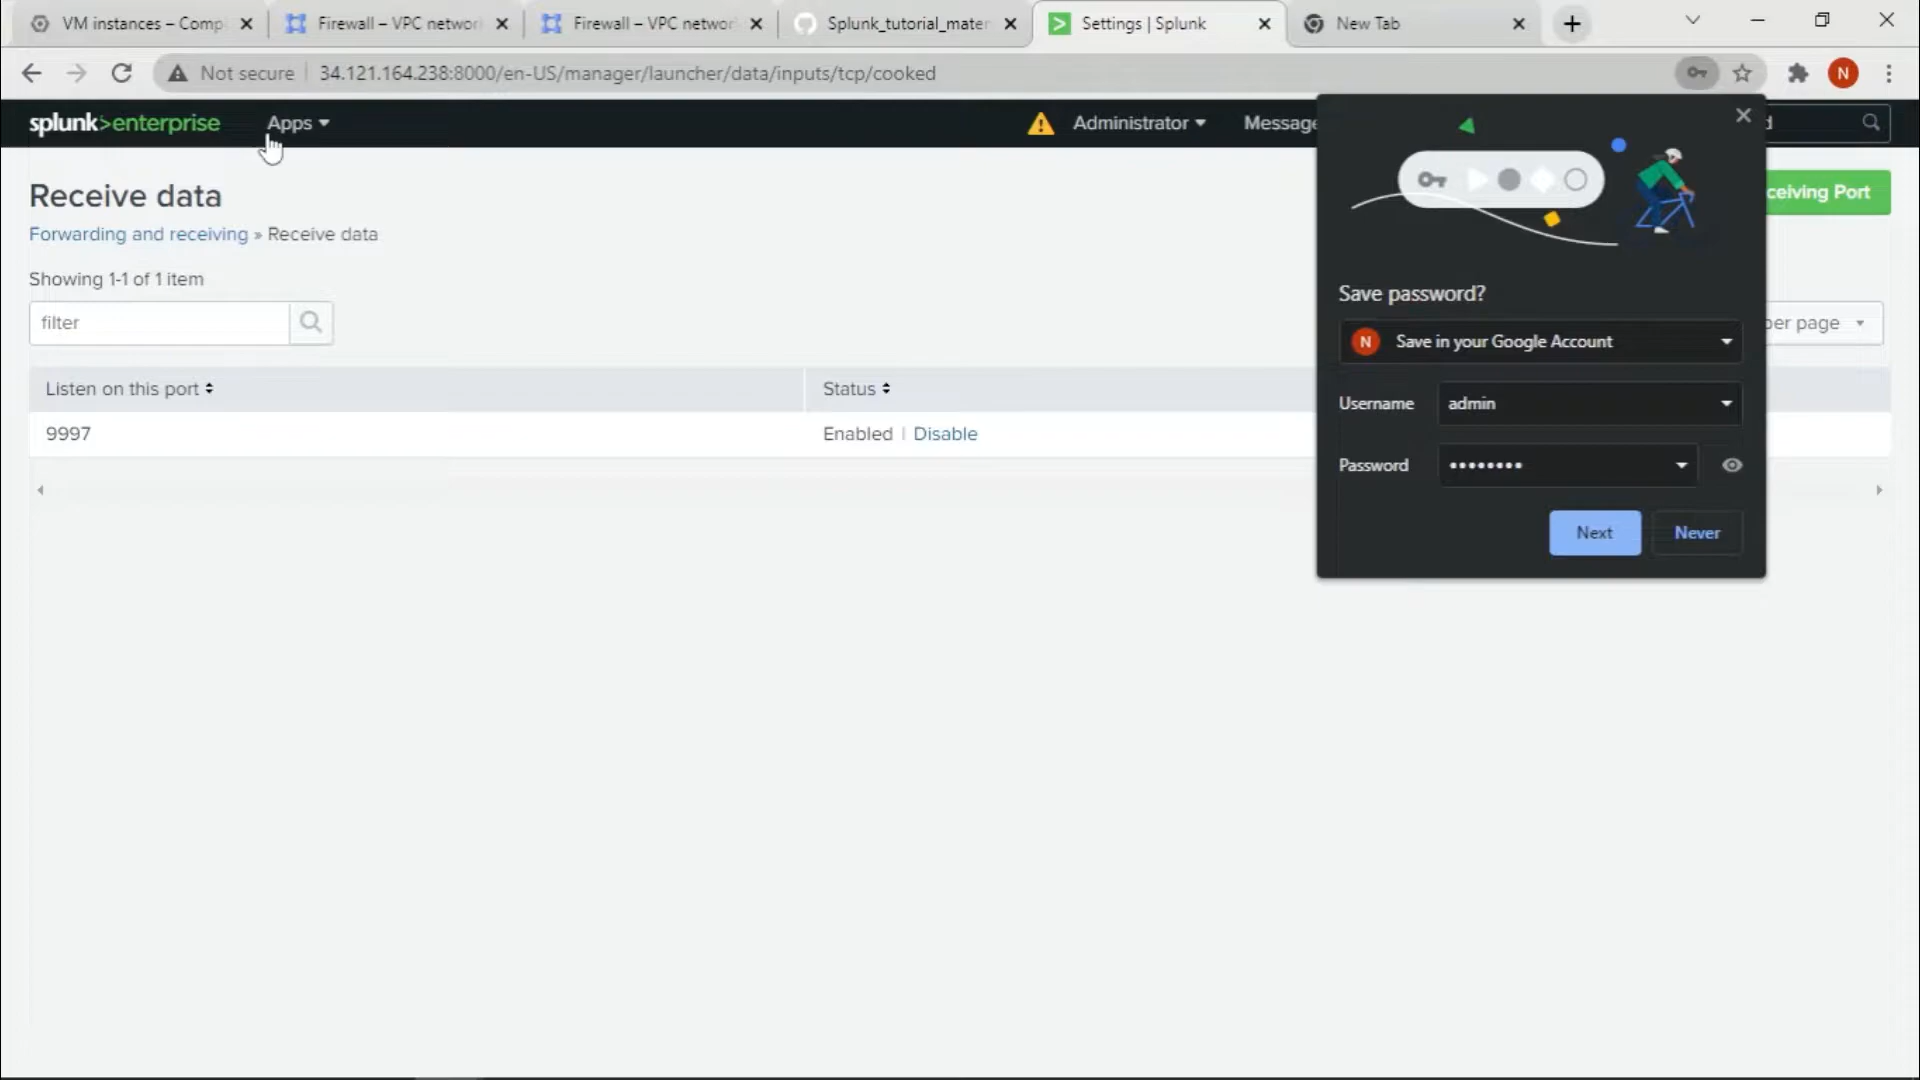 VM instances – Comp
Firewall – VPC networ
Firewall – VPC networ
Splunk_tutorial_mater
Settings | Splunk
New Tab
Not secure
34.121.164.238:8000/en-US/manager/launcher/data/inputs/tcp/cooked
N
splunk>enterprise
Apps
Administrator
Message
d
Receive data
ceiving Port
Forwarding and receiving » Receive data
Showing 1-1 of 1 item
filter
per page
Listen on this port
Status
9997
Enabled | Disable
Save password?
N
Save in your Google Account
Username
admin
Password
••••••••
Next
Never